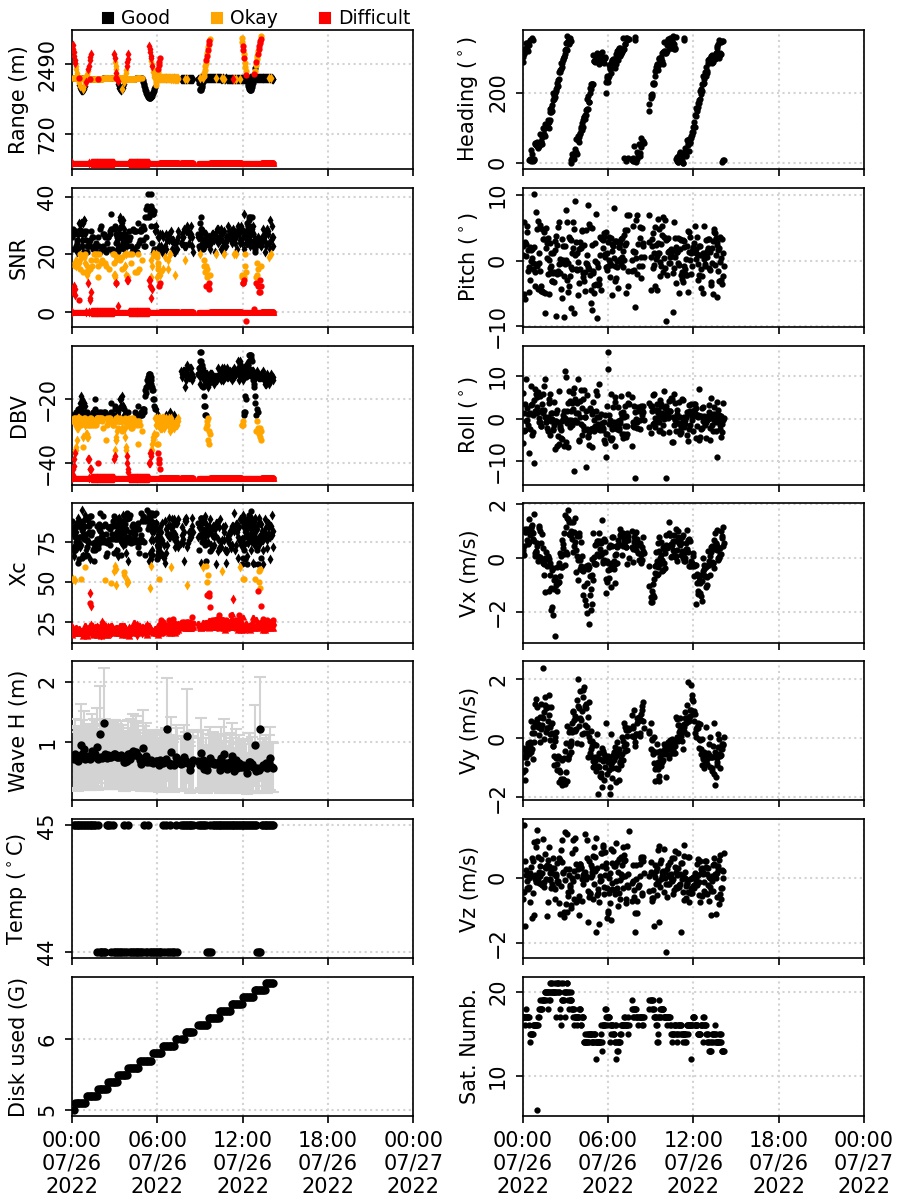 Good Okay Difficult
Range (m)
2490
720
Heading (°)
200
0
SNR
40
20
0
Pitch (°)
10
0
−10
DBV
−20
−40
Roll (°)
10
0
−10
Xc
75
50
25
Vx (m/s)
2
0
−2
Wave H (m)
2
1
Vy (m/s)
2
0
−2
Temp (°C)
45
44
Vz (m/s)
0
−2
Disk used (G)
6
5
Sat. Numb.
20
10
00:00 06:00 12:00 18:00 00:00 00:00 06:00 12:00 18:00 00:00
07/26 07/26 07/26 07/26 07/27 07/26 07/26 07/26 07/26 07/27
2022 2022 2022 2022 2022 2022 2022 2022 2022 2022